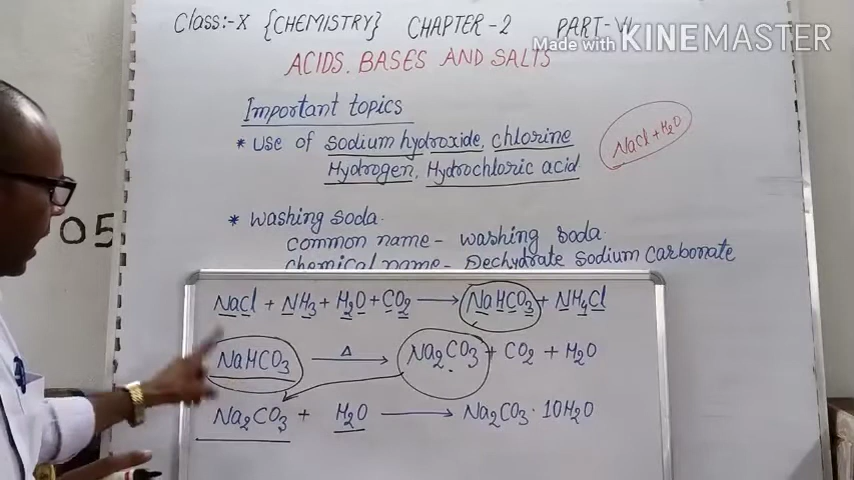 Class:-X {CHEMISTRY} CHAPTER-2 PART-VI
Made with KINEMASTER
ACIDS, BASES AND SALTS
Important topics
* use of sodium hydroxide, chlorine
Hydrogen, Hydrochloric acid
NaCl + H2O
* washing soda
common name - washing soda
chemical name - Dechydrate sodium carbonate
NaCl + NH3 + H2O + CO2 → NaHCO3 + NH4Cl
NaHCO3 Δ→ Na2CO3 + CO2 + H2O
Na2CO3 + H2O → Na2CO3·10H2O
05